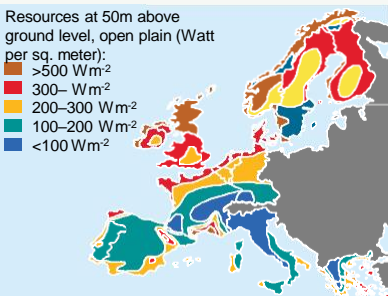 Resources at 50m above
ground level, open plain (Watt
per sq. meter):
>500 Wm-2
300– Wm-2
200–300 Wm-2
100–200 Wm-2
<100 Wm-2